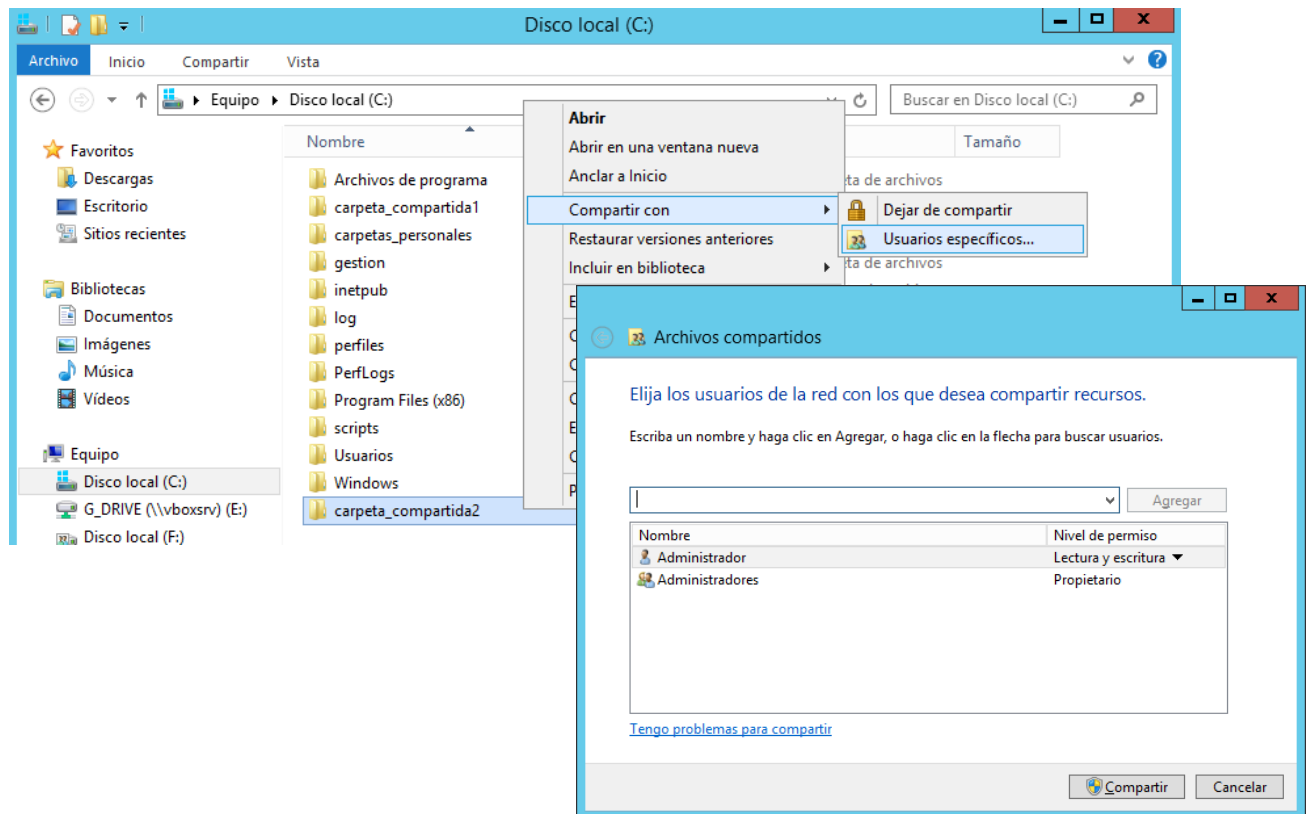 Disco local (C:)
Archivo Inicio Compartir Vista
Equipo Disco local (C:)
Buscar en Disco local (C:)
Favoritos
Descargas
Escritorio
Sitios recientes
Bibliotecas
Documentos
Imágenes
Música
Vídeos
Equipo
Disco local (C:)
G_DRIVE (\\vboxsrv) (E:)
Disco local (F:)
Nombre
Tamaño
Archivos de programa
carpeta_compartida1
carpetas_personales
gestion
inetpub
log
perfiles
PerfLogs
Program Files (x86)
scripts
Usuarios
Windows
carpeta_compartida2
ta de archivos
ta de archivos
Abrir
Abrir en una ventana nueva
Anclar a Inicio
Compartir con
Restaurar versiones anteriores
Incluir en biblioteca
Dejar de compartir
Usuarios específicos...
Archivos compartidos
Elija los usuarios de la red con los que desea compartir recursos.
Escriba un nombre y haga clic en Agregar, o haga clic en la flecha para buscar usuarios.
Agregar
Nombre Nivel de permiso
Administrador Lectura y escritura
Administradores Propietario
Tengo problemas para compartir
Compartir Cancelar